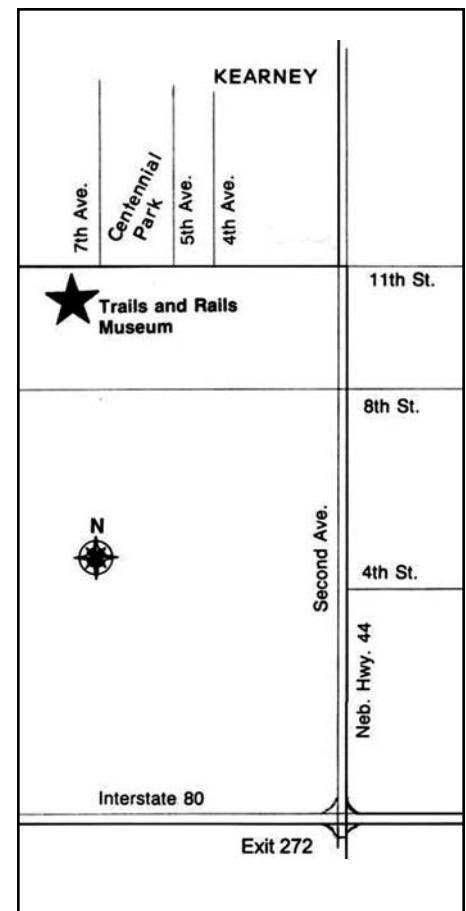 KEARNEY
7th Ave.
Centennial
Park
5th Ave.
4th Ave.
11th St.
Trails and Rails
Museum
8th St.
N
Second Ave.
4th St.
Neb. Hwy. 44
Interstate 80
Exit 272